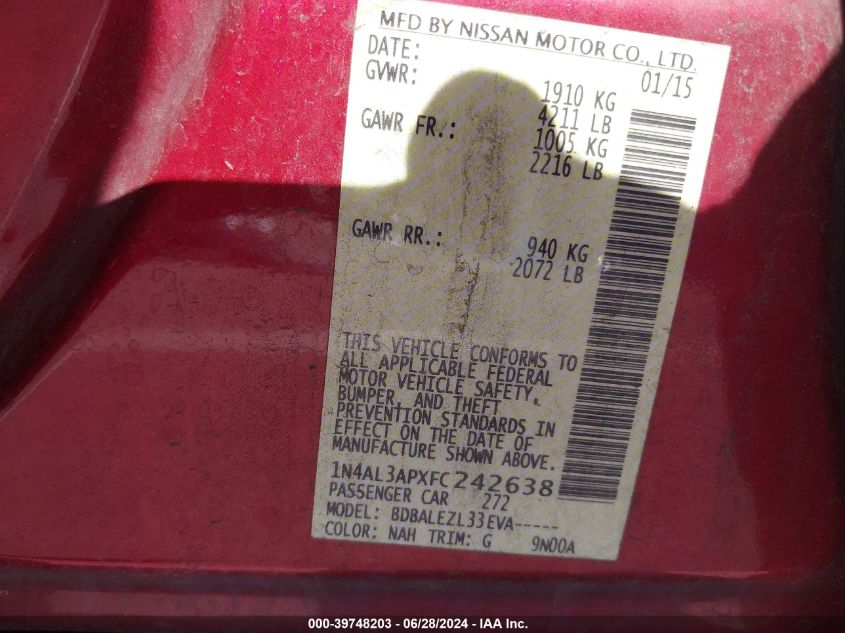 MFD BY NISSAN MOTOR CO., LTD.
DATE: 01/15
GVWR: 1910 KG
4211 LB
GAWR FR.: 1005 KG
2216 LB
GAWR RR.: 940 KG
2072 LB
THIS VEHICLE CONFORMS TO
ALL APPLICABLE FEDERAL
MOTOR VEHICLE SAFETY,
BUMPER, AND THEFT
PREVENTION STANDARDS IN
EFFECT ON THE DATE OF
MANUFACTURE SHOWN ABOVE.
1N4AL3APXFC242638
PASSENGER CAR 272
MODEL: BDBALEZL33EVA-----
COLOR: NAH TRIM: G 9N00A
000-39748203 - 06/28/2024 - IAA Inc.